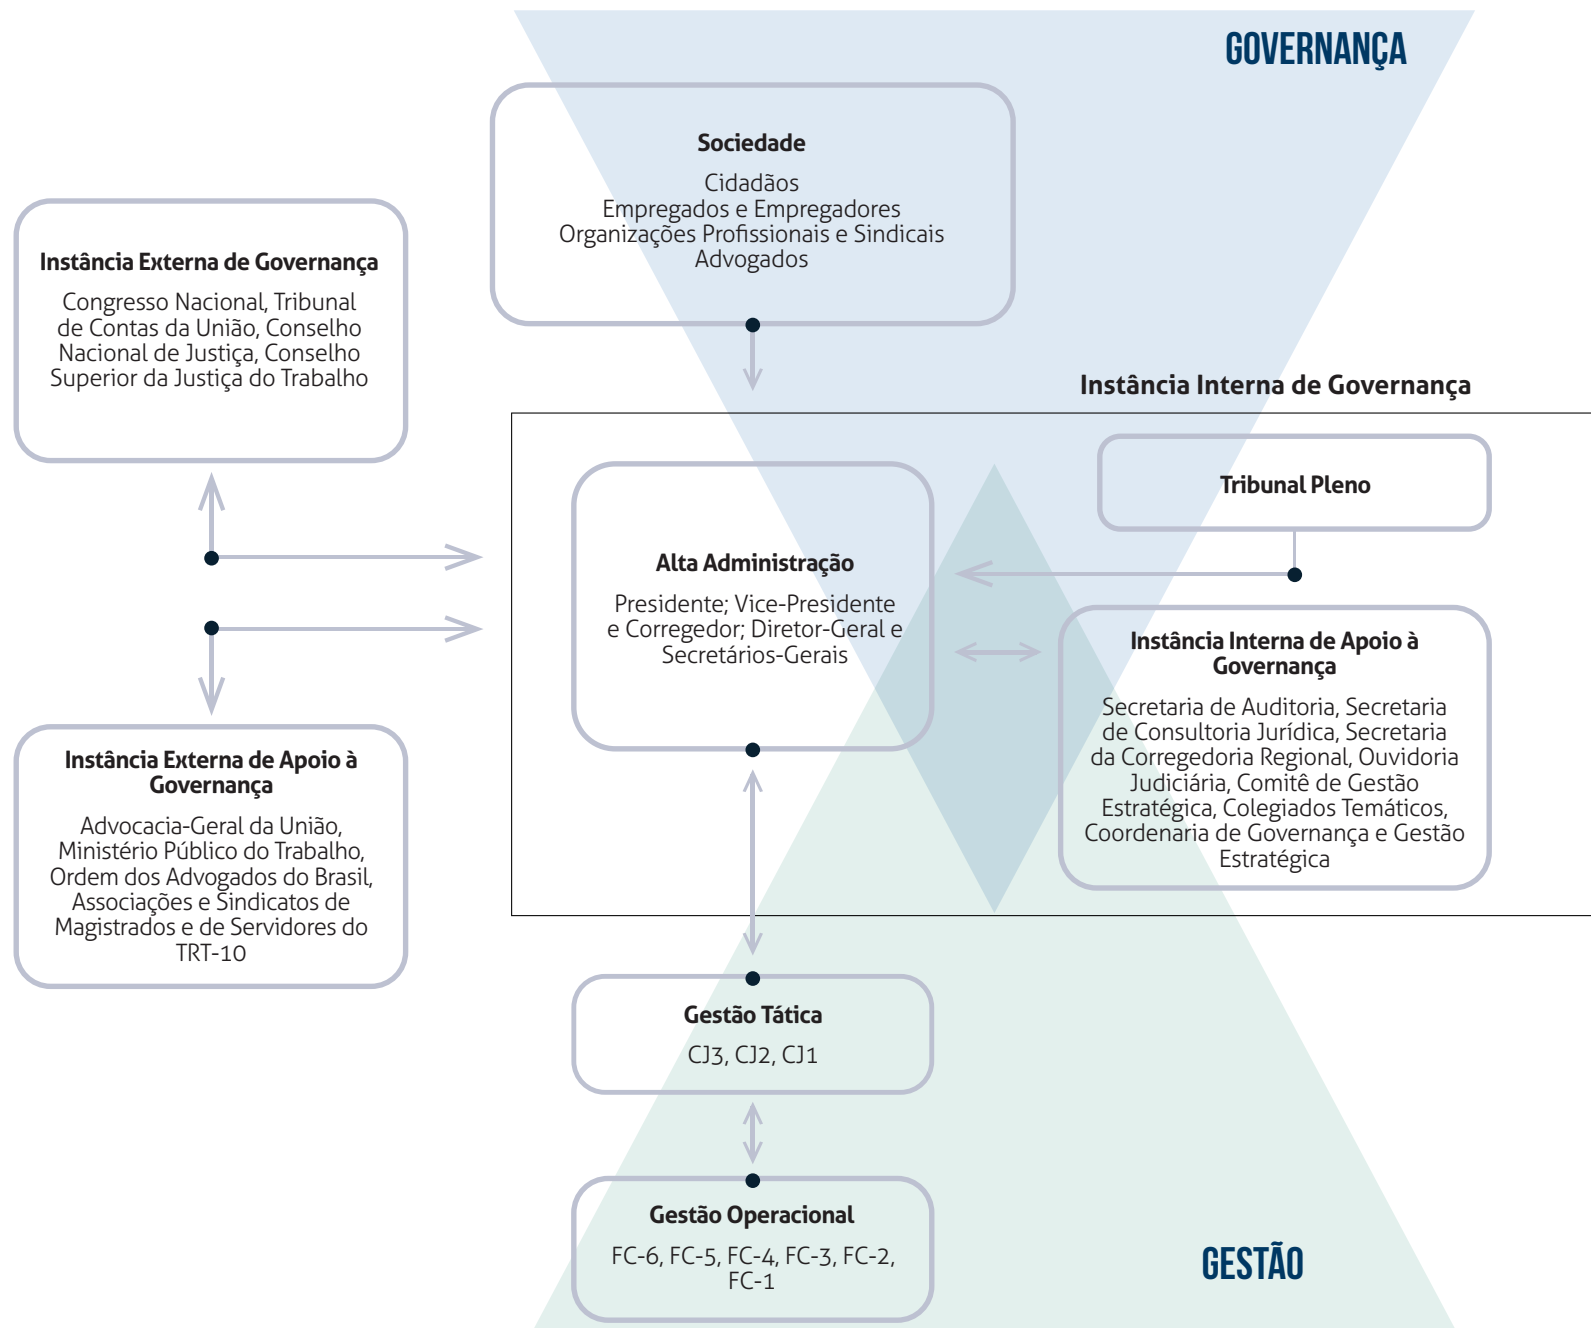 GOVERNANÇA
Sociedade
Cidadãos
Empregados e Empregadores
Organizações Profissionais e Sindicais
Advogados
Instância Externa de Governança
Congresso Nacional, Tribunal
de Contas da União, Conselho
Nacional de Justiça, Conselho
Superior da Justiça do Trabalho
Instância Interna de Governança
Tribunal Pleno
Alta Administração
Presidente; Vice-Presidente
e Corregedor; Diretor-Geral e
Secretários-Gerais
Instância Interna de Apoio à
Governança
Secretaria de Auditoria, Secretaria
de Consultoria Jurídica, Secretaria
da Corregedoria Regional, Ouvidoria
Judiciária, Comitê de Gestão
Estratégica, Colegiados Temáticos,
Coordenaria de Governança e Gestão
Estratégica
Instância Externa de Apoio à
Governança
Advocacia-Geral da União,
Ministério Público do Trabalho,
Ordem dos Advogados do Brasil,
Associações e Sindicatos de
Magistrados e de Servidores do
TRT-10
Gestão Tática
CJ3, CJ2, CJ1
Gestão Operacional
FC-6, FC-5, FC-4, FC-3, FC-2,
FC-1
GESTÃO